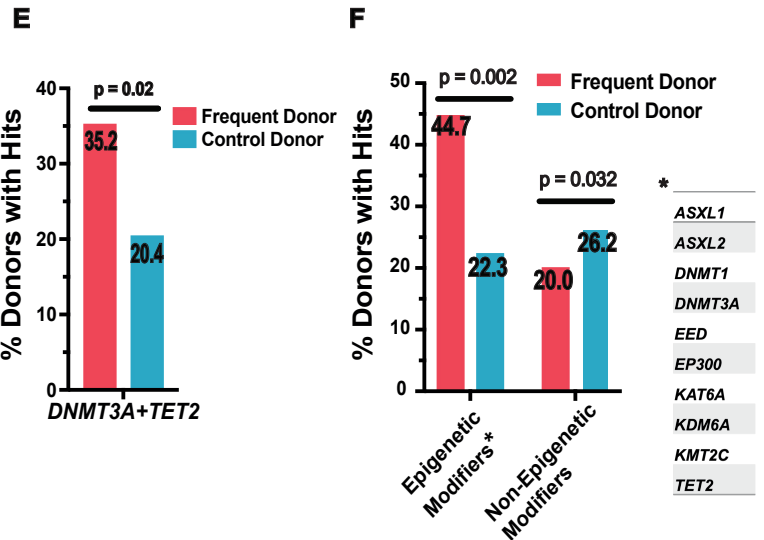 E
p = 0.02
Frequent Donor
Control Donor
% Donors with Hits
40
30
20
10
0
35.2
20.4
DNMT3A+TET2
F
p = 0.002
Frequent Donor
Control Donor
p = 0.032
% Donors with Hits
50
40
30
20
10
0
44.7
22.3
20.0
26.2
Epigenetic
Modifiers*
Non-Epigenetic
Modifiers
*
ASXL1
ASXL2
DNMT1
DNMT3A
EED
EP300
KAT6A
KDM6A
KMT2C
TET2